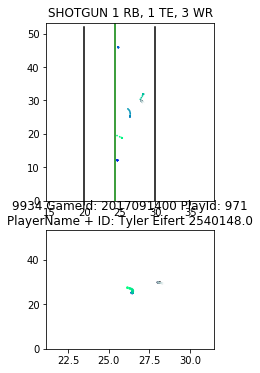 SHOTGUN 1 RB, 1 TE, 3 WR
50
40
30
20
10
0
15 20 25 30 35
9934 GameId: 2017091400 PlayId: 971
PlayerName + ID: Tyler Eifert 2540148.0
40
20
0
22.5 25.0 27.5 30.0